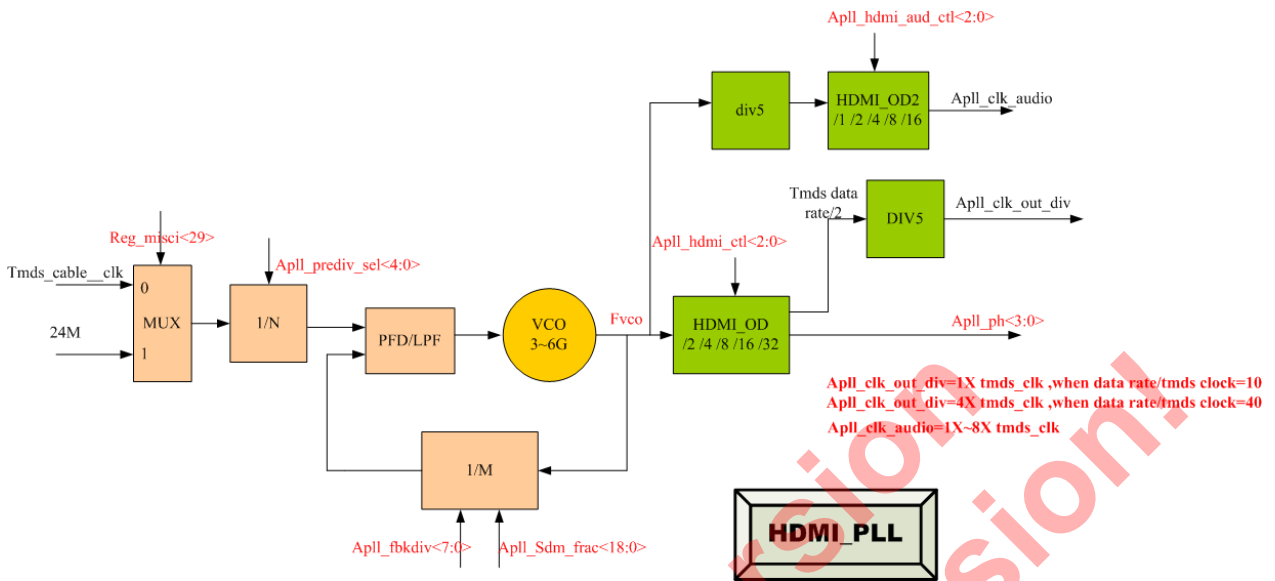 Apll_hdmi_aud_ctl<2:0>
div5
HDMI_OD2
/1 /2 /4 /8 /16
Apll_clk_audio
Tmds data
rate/2
DIV5
Apll_clk_out_div
Reg_misci<29>
Apll_prediv_sel<4:0>
Apll_hdmi_ctl<2:0>
Tmds_cable__clk
0
MUX
24M
1
1/N
PFD/LPF
VCO
3~6G
Fvco
HDMI_OD
/2 /4 /8 /16 /32
Apll_ph<3:0>
Apll_clk_out_div=1X tmds_clk ,when data rate/tmds clock=10
Apll_clk_out_div=4X tmds_clk ,when data rate/tmds clock=40
Apll_clk_audio=1X~8X tmds_clk
1/M
Apll_fbkdiv<7:0>
Apll_Sdm_frac<18:0>
HDMI_PLL